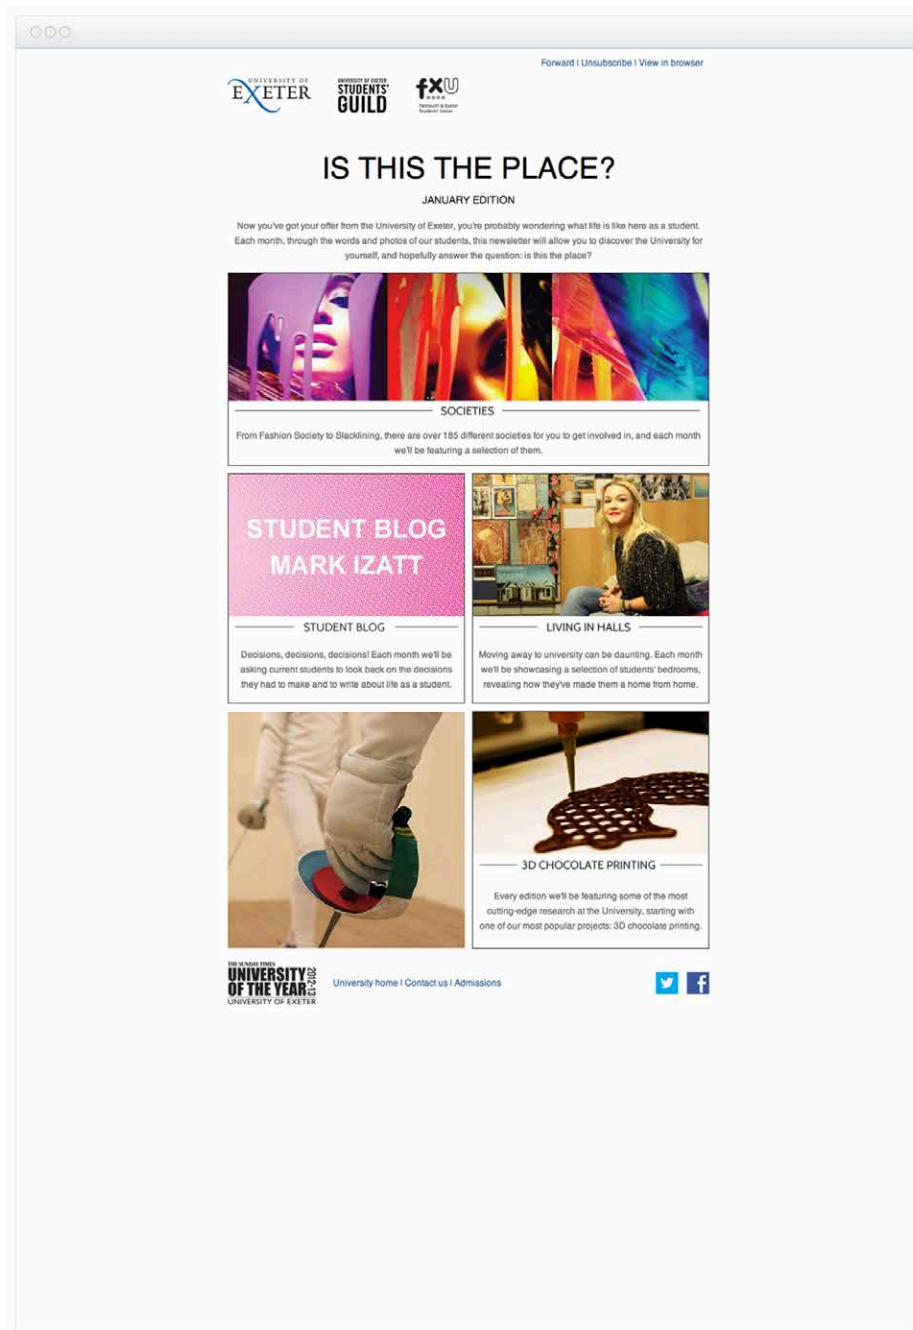 Forward | Unsubscribe | View in browser
UNIVERSITY OF
EXETER
UNIVERSITY OF EXETER
STUDENTS'
GUILD
fxu
Falmouth & Exeter
Students' Union
IS THIS THE PLACE?
JANUARY EDITION
Now you've got your offer from the University of Exeter, you're probably wondering what life is like here as a student.
Each month, through the words and photos of our students, this newsletter will allow you to discover the University for
yourself, and hopefully answer the question: is this the place?
SOCIETIES
From Fashion Society to Slacklining, there are over 185 different societies for you to get involved in, and each month
we'll be featuring a selection of them.
STUDENT BLOG
MARK IZATT
STUDENT BLOG
Decisions, decisions, decisions! Each month we'll be
asking current students to look back on the decisions
they had to make and to write about life as a student.
LIVING IN HALLS
Moving away to university can be daunting. Each month
we'll be showcasing a selection of students' bedrooms,
revealing how they've made them a home from home.
3D CHOCOLATE PRINTING
Every edition we'll be featuring some of the most
cutting-edge research at the University, starting with
one of our most popular projects: 3D chocolate printing.
THE SUNDAY TIMES
UNIVERSITY
OF THE YEAR
2012-13
UNIVERSITY OF EXETER
University home | Contact us | Admissions